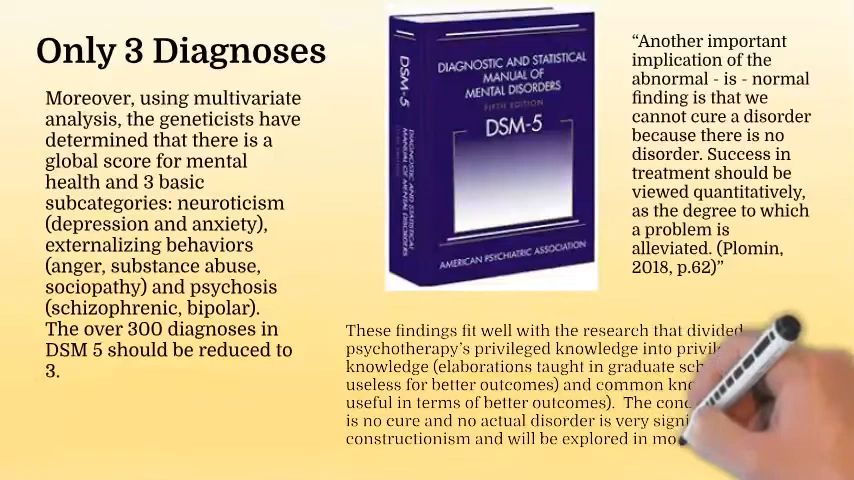 Only 3 Diagnoses
Moreover, using multivariate
analysis, the geneticists have
determined that there is a
global score for mental
health and 3 basic
subcategories: neuroticism
(depression and anxiety),
externalizing behaviors
(anger, substance abuse,
sociopathy) and psychosis
(schizophrenic, bipolar).
The over 300 diagnoses in
DSM 5 should be reduced to
3.
DSM-5
DIAGNOSTIC AND STATISTICAL
MANUAL OF MENTAL DISORDERS
DIAGNOSTIC AND STATISTICAL
MANUAL OF
MENTAL DISORDERS
FIFTH EDITION
DSM-5
AMERICAN PSYCHIATRIC ASSOCIATION
“Another important
implication of the
abnormal - is - normal
finding is that we
cannot cure a disorder
because there is no
disorder. Success in
treatment should be
viewed quantitatively,
as the degree to which
a problem is
alleviated. (Plomin,
2018, p.62)”
These findings fit well with the research that divided
psychotherapy’s privileged knowledge into
knowledge (elaborations taught in graduate
useless for better outcomes) and common
useful in terms of better outcomes). The
is no cure and no actual disorder is very
constructionism and will be explored in